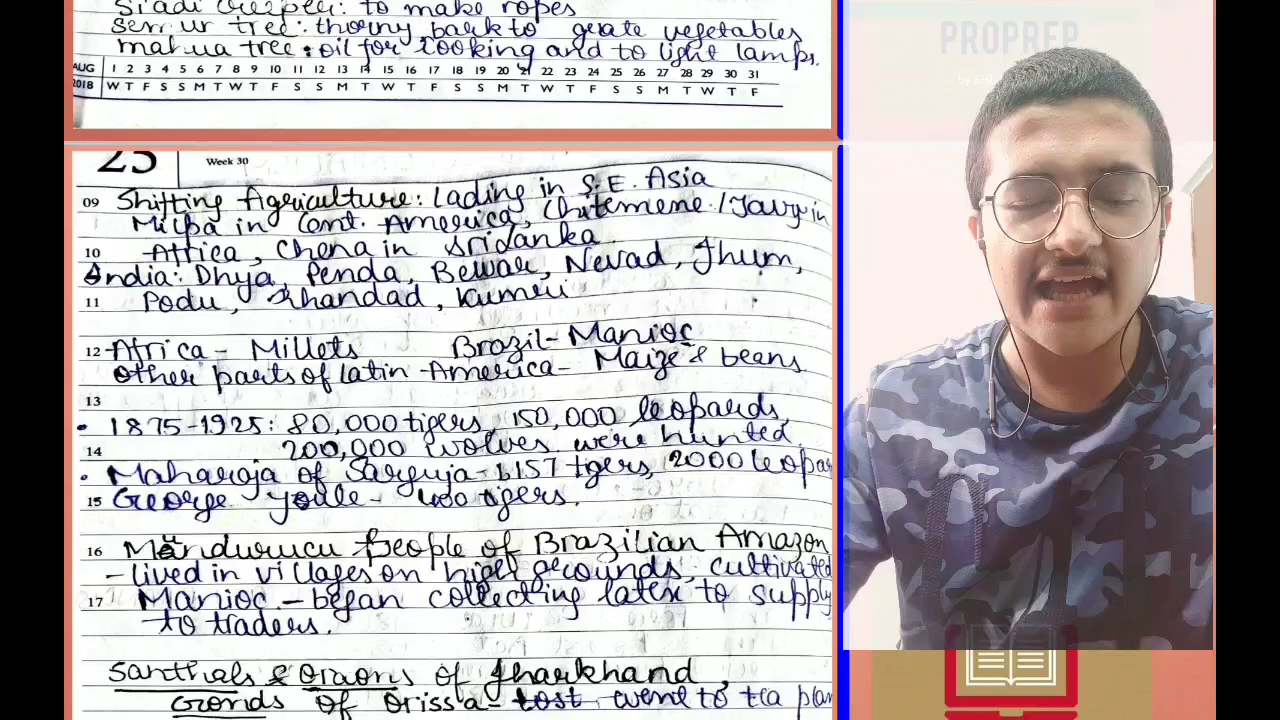 Siadi creeper: to make ropes
Semur tree: thorny bark to grate vegetables
mahua tree: oil for cooking and to light lamps.
AUG 1 2 3 4 5 6 7 8 9 10 11 12 13 14 15 16 17 18 19 20 21 22 23 24 25 26 27 28 29 30 31
2018 W T F S S M T W T F S S M T W T F S S M T W T F S S M T W T F
25 Week 30
09 Shifting Agriculture: Lading in S.E. Asia
Milpa in Cent. America, Chitemene / Tavy in
10 Africa, Chena in Sri Lanka
India: Dhya, Penda, Bewar, Nevad, Jhum,
11 Podu, Khandad, Kumri
12 Africa - Millets Brazil - Manioc
Other parts of Latin - America - Maize & beans
13
• 1875-1925: 80,000 tigers, 150,000 leopards,
14 200,000 wolves were hunted
• Maharaja of Sarguja - 1,157 tigers, 2000 leopar
15 George Youle - 400 tigers.
16 Mundurucu People of Brazilian Amazon
- lived in villages on high grounds, cultivated
17 Manioc - began collecting latex to supply
to traders.
Santhals & Oraons of Jharkhand,
Gonds of Orissa - lost went to tea plan
PROPREP